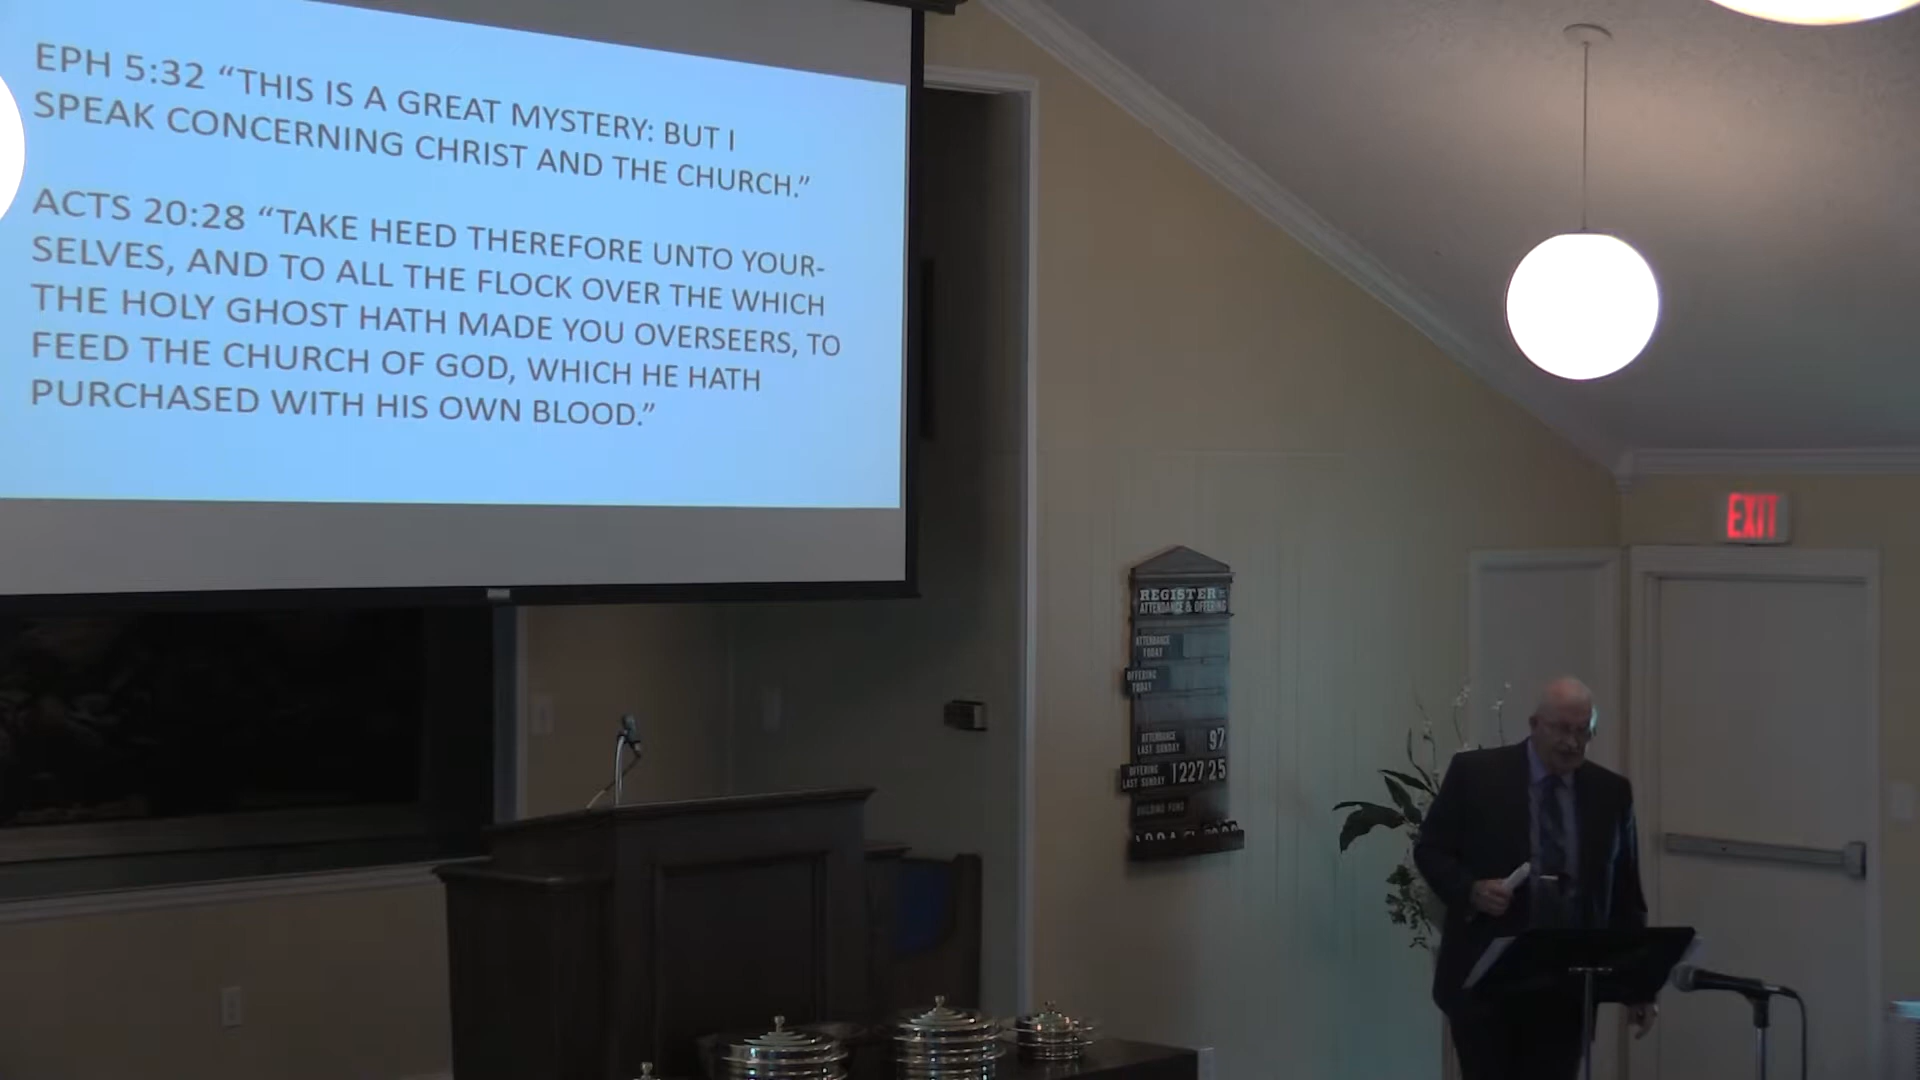 EPH 5:32 “THIS IS A GREAT MYSTERY: BUT I
SPEAK CONCERNING CHRIST AND THE CHURCH.”
ACTS 20:28 “TAKE HEED THEREFORE UNTO YOUR-
SELVES, AND TO ALL THE FLOCK OVER THE WHICH
THE HOLY GHOST HATH MADE YOU OVERSEERS, TO
FEED THE CHURCH OF GOD, WHICH HE HATH
PURCHASED WITH HIS OWN BLOOD.”
EXIT
REGISTER
ATTENDANCE & OFFERING
ATTENDANCE
TODAY
OFFERING
TODAY
ATTENDANCE
LAST SUNDAY 97
OFFERING
LAST SUNDAY 1227 25
BUILDING FUND